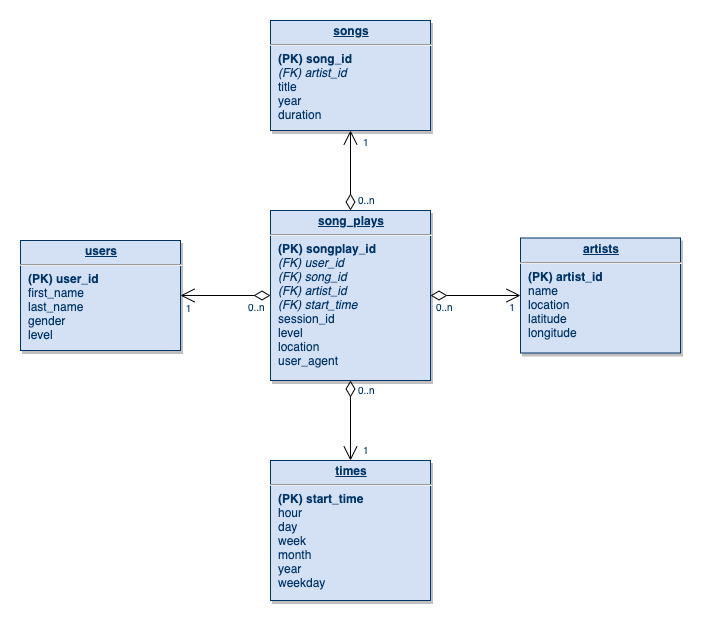 songs
(PK) song_id
(FK) artist_id
title
year
duration
1
0..n
users
(PK) user_id
first_name
last_name
gender
level
1
0..n
song_plays
(PK) songplay_id
(FK) user_id
(FK) song_id
(FK) artist_id
(FK) start_time
session_id
level
location
user_agent
0..n
1
artists
(PK) artist_id
name
location
latitude
longitude
0..n
1
times
(PK) start_time
hour
day
week
month
year
weekday